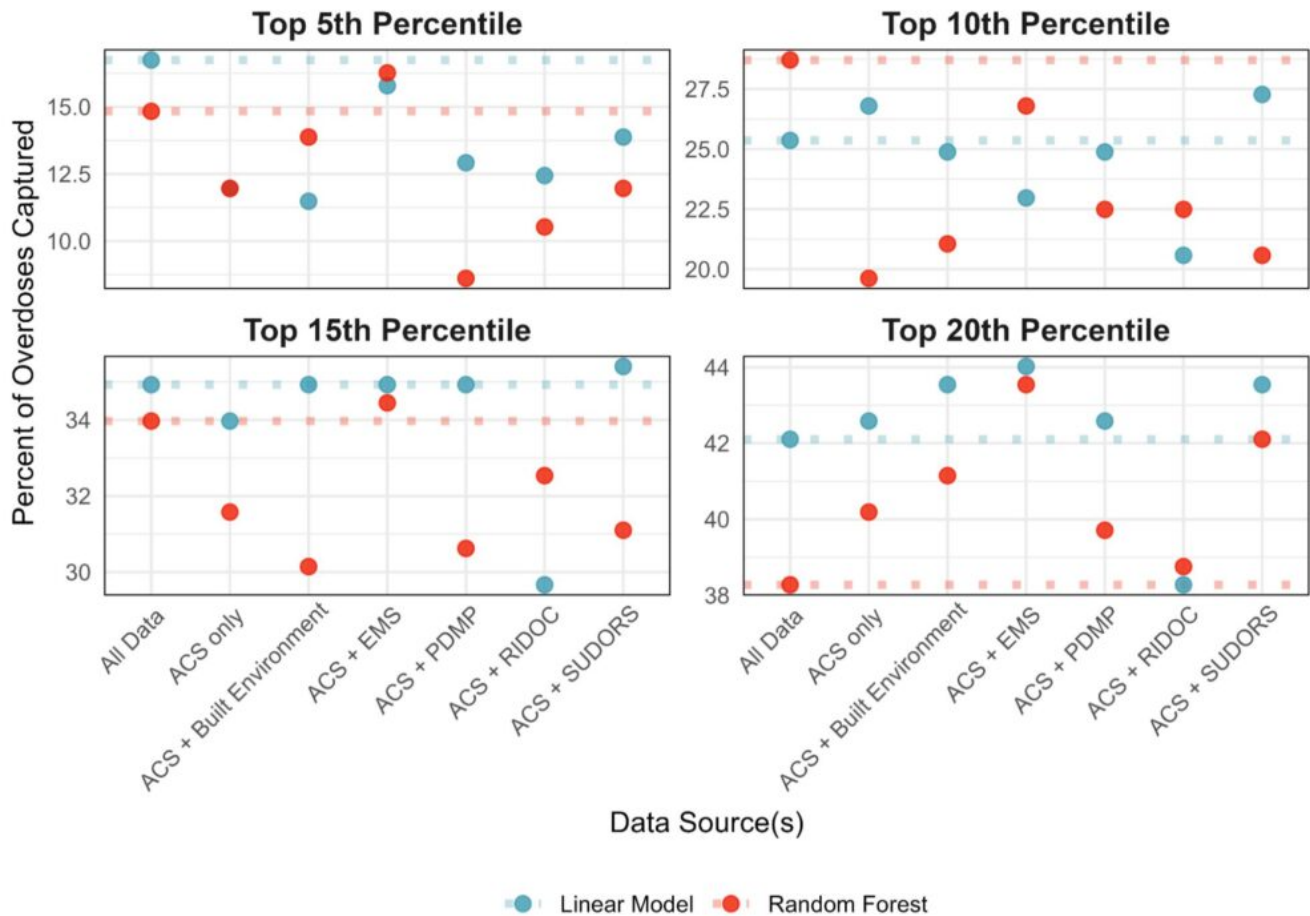 Top 5th Percentile
Top 10th Percentile
Percent of Overdoses Captured
15.0
12.5
10.0
27.5
25.0
22.5
20.0
Top 15th Percentile
Top 20th Percentile
34
32
30
44
42
40
38
All Data
ACS only
ACS + Built Environment
ACS + EMS
ACS + PDMP
ACS + RIDOC
ACS + SUDORS
All Data
ACS only
ACS + Built Environment
ACS + EMS
ACS + PDMP
ACS + RIDOC
ACS + SUDORS
Data Source(s)
Linear Model Random Forest